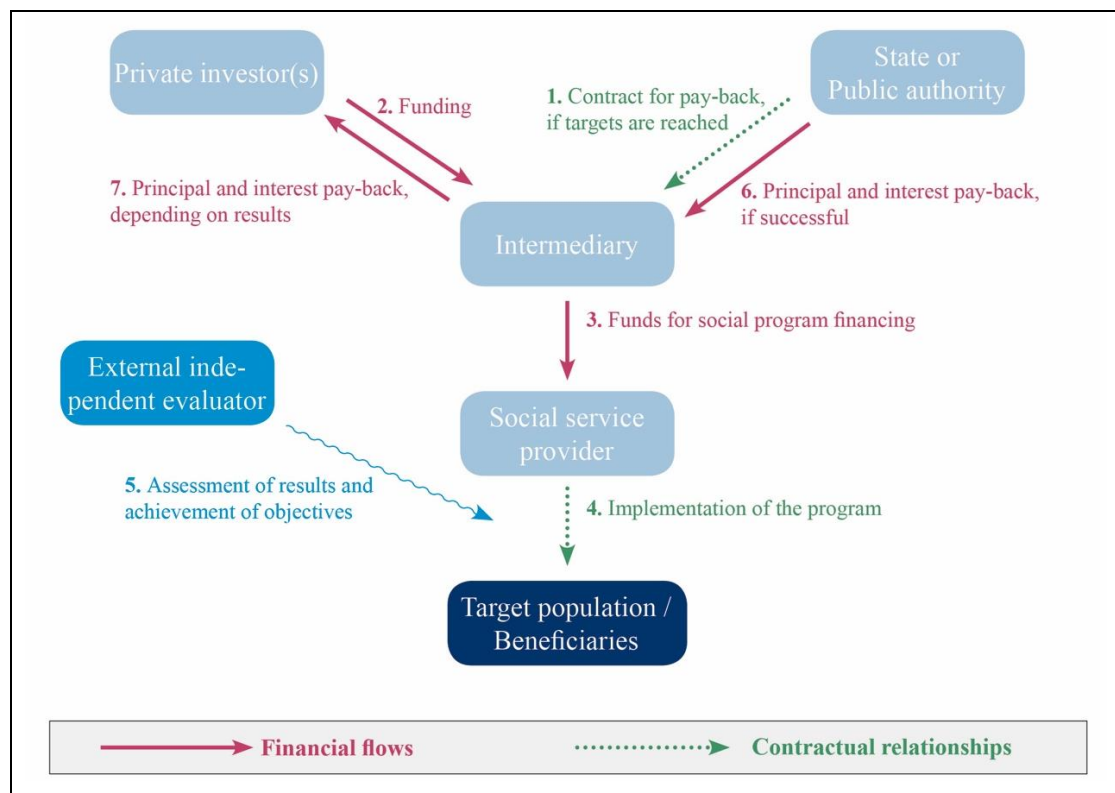 Private investor(s)
State or
Public authority
1. Contract for pay-back,
if targets are reached
2. Funding
7. Principal and interest pay-back,
depending on results
6. Principal and interest pay-back,
if successful
Intermediary
3. Funds for social program financing
External inde-
pendent evaluator
Social service
provider
5. Assessment of results and
achievement of objectives
4. Implementation of the program
Target population /
Beneficiaries
Financial flows
Contractual relationships